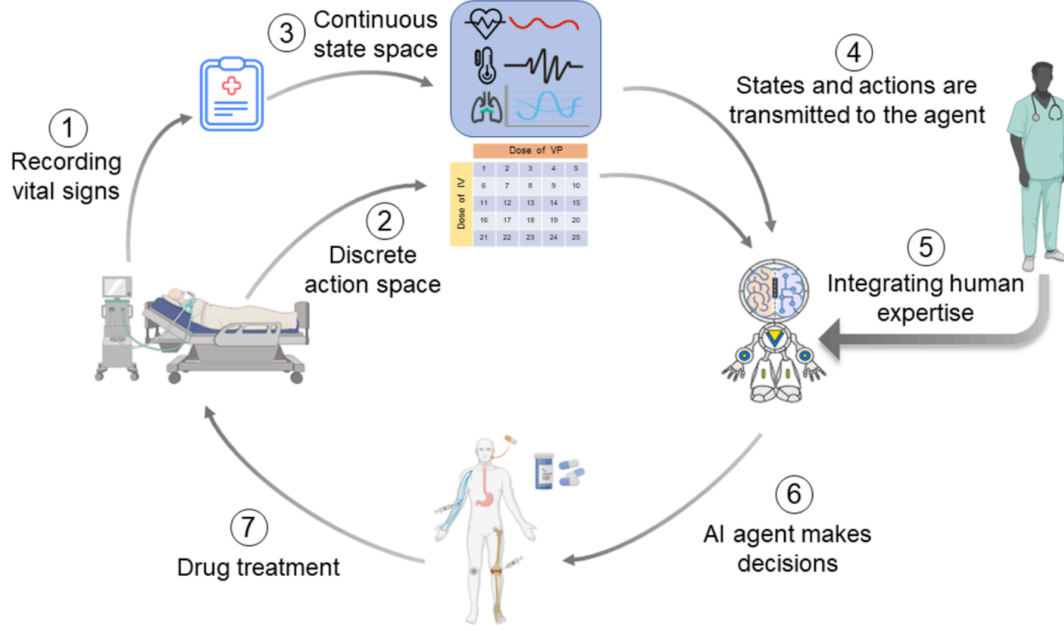 1
Recording
vital signs
2
Discrete
action space
3
Continuous
state space
Dose of VP
Dose of IV
1 2 3 4 5
6 7 8 9 10
11 12 13 14 15
16 17 18 19 20
21 22 23 24 25
4
States and actions are
transmitted to the agent
5
Integrating human
expertise
6
AI agent makes
decisions
7
Drug treatment